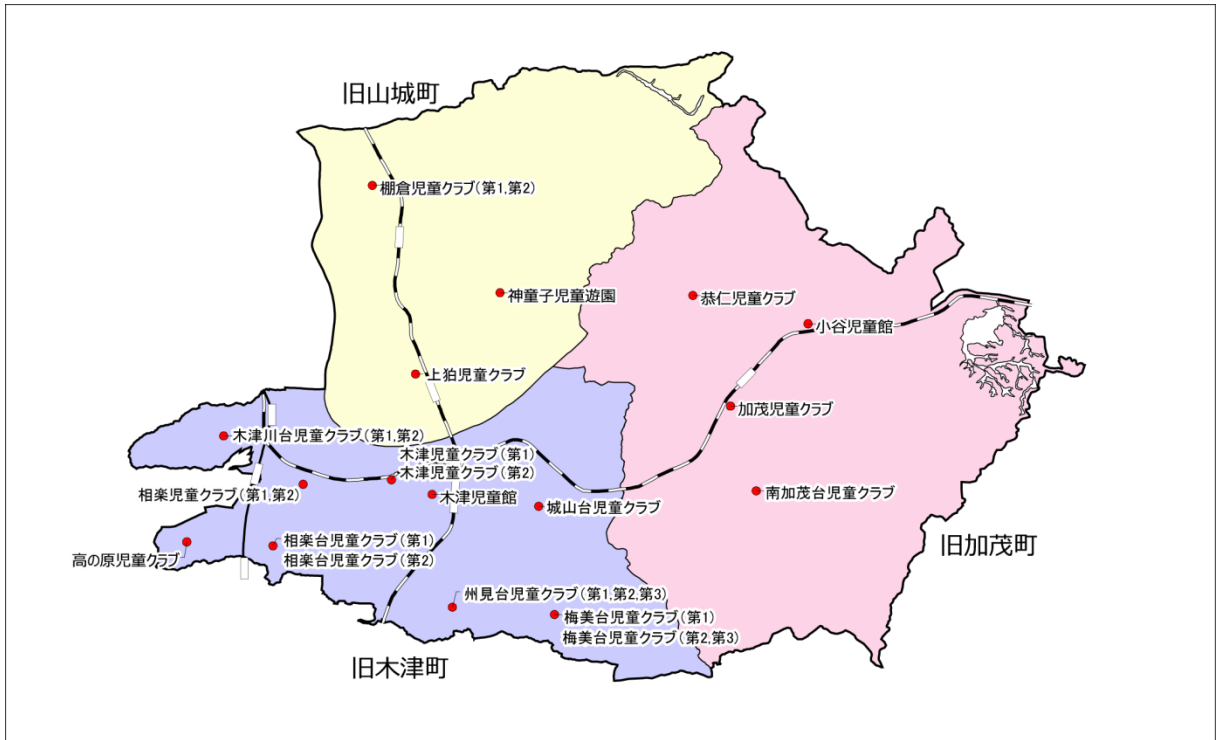 旧山城町
棚倉児童クラブ(第1,第2)
神童子児童遊園
恭仁児童クラブ
小谷児童館
上狛児童クラブ
加茂児童クラブ
木津川台児童クラブ(第1,第2)
木津児童クラブ(第1)
木津児童クラブ(第2)
相楽児童クラブ(第1,第2)
木津児童館
城山台児童クラブ
南加茂台児童クラブ
高の原児童クラブ
相楽台児童クラブ(第1)
相楽台児童クラブ(第2)
旧加茂町
州見台児童クラブ(第1,第2,第3)
梅美台児童クラブ(第1)
梅美台児童クラブ(第2,第3)
旧木津町